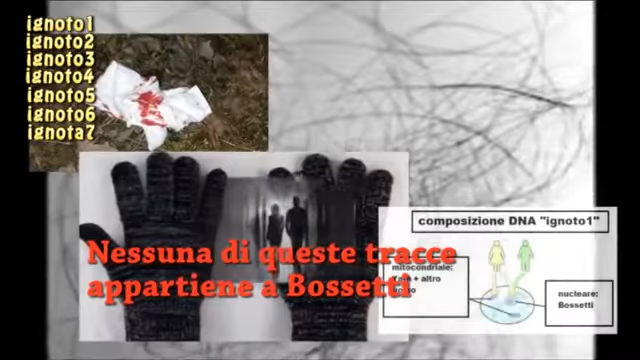 ignoto1
ignoto2
ignoto3
ignoto4
ignoto5
ignoto6
ignota7
composizione DNA "ignoto1"
Nessuna di queste tracce
appartiene a Bossetti
mitocondriale:
+ altro
nucleare:
Bossetti